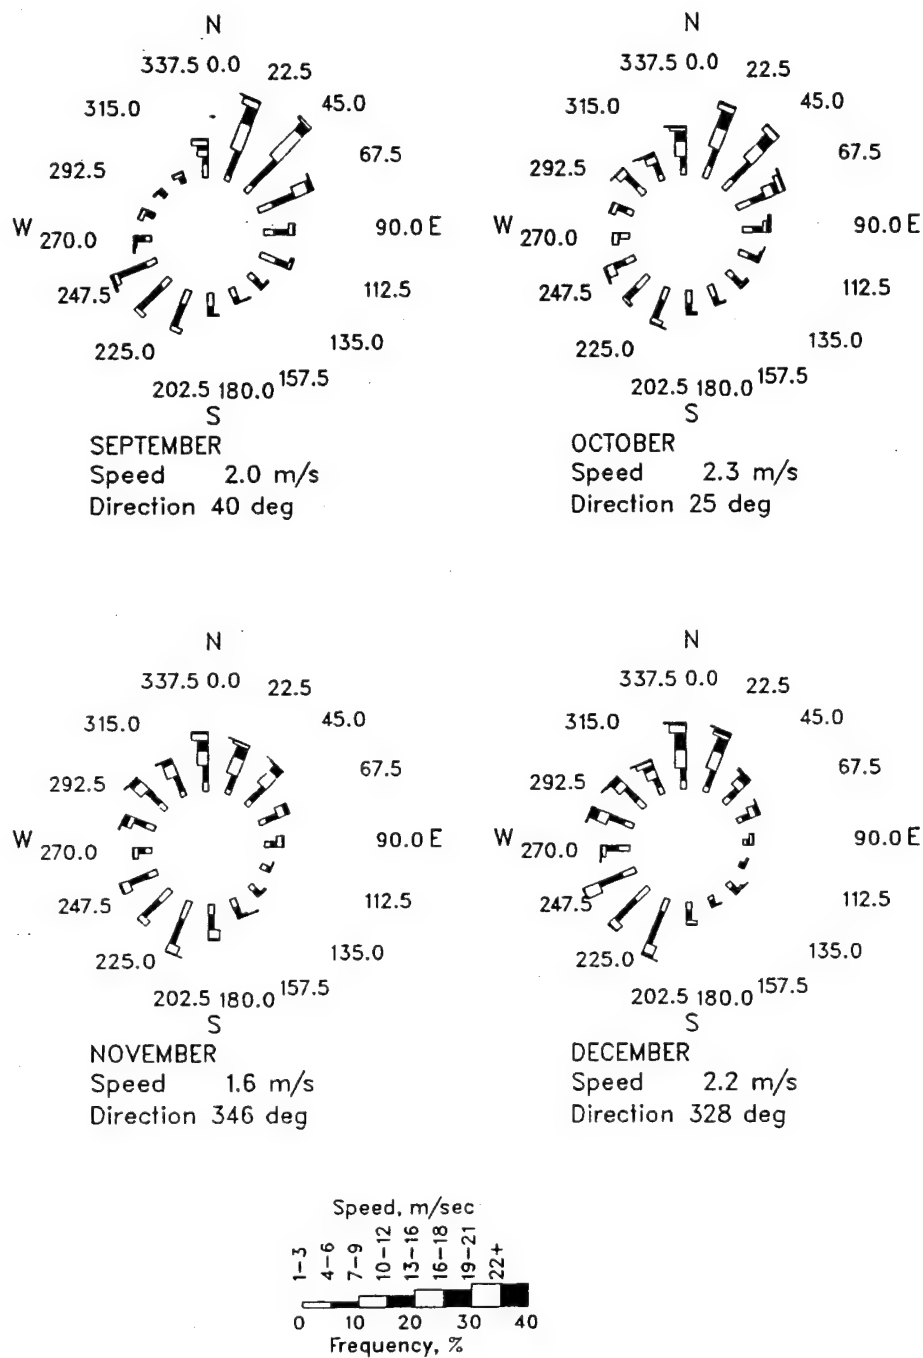 N N
337.5 0.0 22.5 337.5 0.0 22.5
315.0 45.0 315.0 45.0
292.5 67.5 292.5 67.5
W 270.0 90.0 E W 270.0 90.0 E
247.5 112.5 247.5 112.5
225.0 135.0 225.0 135.0
202.5 180.0 157.5 202.5 180.0 157.5
S S
SEPTEMBER OCTOBER
Speed 2.0 m/s Speed 2.3 m/s
Direction 40 deg Direction 25 deg
N N
337.5 0.0 22.5 337.5 0.0 22.5
315.0 45.0 315.0 45.0
292.5 67.5 292.5 67.5
W 270.0 90.0 E W 270.0 90.0 E
247.5 112.5 247.5 112.5
225.0 135.0 225.0 135.0
202.5 180.0 157.5 202.5 180.0 157.5
S S
NOVEMBER DECEMBER
Speed 1.6 m/s Speed 2.2 m/s
Direction 346 deg Direction 328 deg
Speed, m/sec
1-3 4-6 7-9 10-12 13-16 16-18 19-21 22+
0 10 20 30 40
Frequency, %